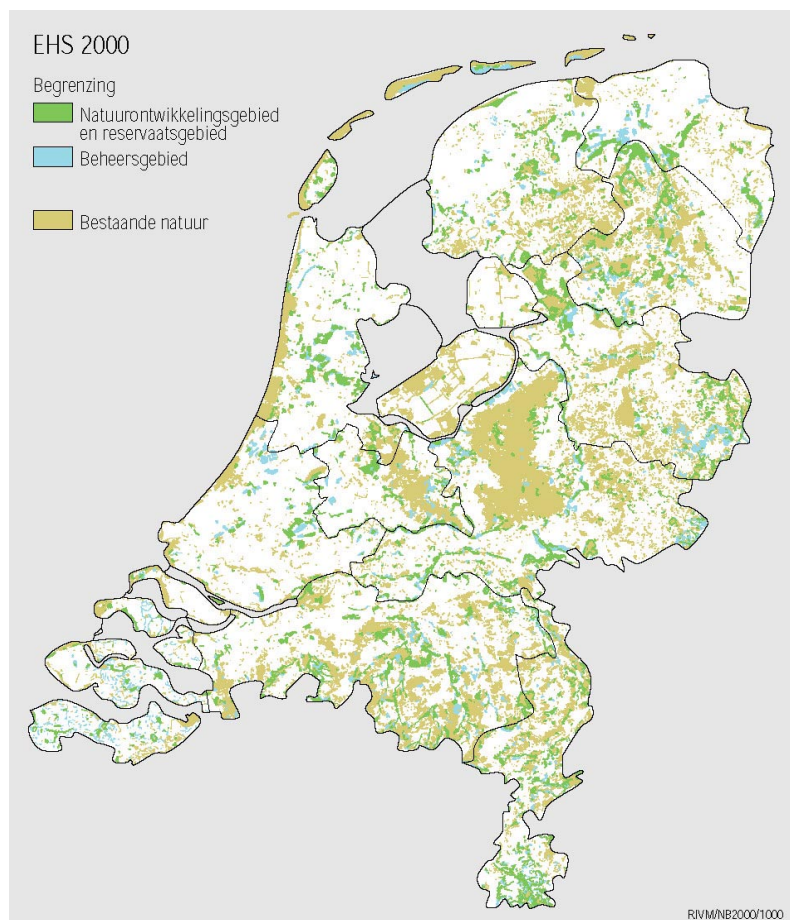 EHS 2000
Begrenzing
Natuurontwikkelingsgebied
en reservaatsgebied
Beheersgebied
Bestaande natuur
RIVM/NB2000/1000